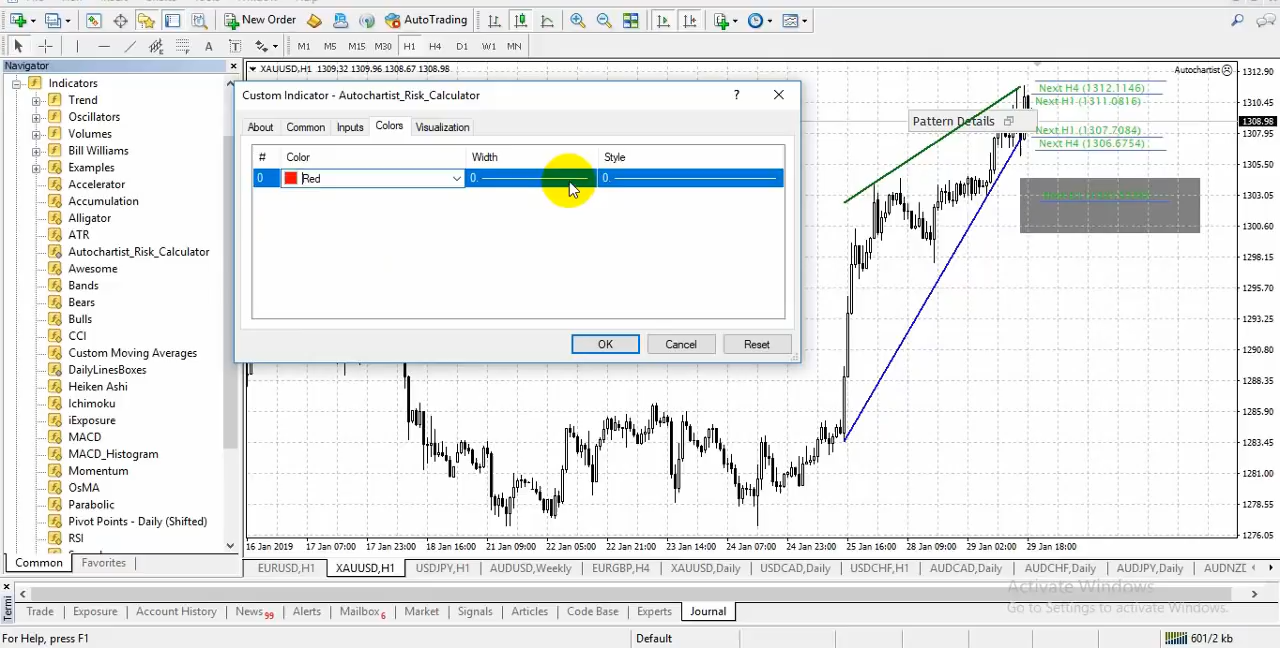 New Order
AutoTrading
A
T
M1
M5
M15
M30
H1
H4
D1
W1
MN
Navigator
Indicators
Trend
Oscillators
Volumes
Bill Williams
Examples
Accelerator
Accumulation
Alligator
ATR
Autochartist_Risk_Calculator
Awesome
Bands
Bears
Bulls
CCI
Custom Moving Averages
DailyLinesBoxes
Heiken Ashi
Ichimoku
iExposure
MACD
MACD_Histogram
Momentum
OsMA
Parabolic
Pivot Points - Daily (Shifted)
RSI
Common
Favorites
XAUUSD,H1 1309.32 1309.96 1308.67 1308.98
Autochartist
Custom Indicator - Autochartist_Risk_Calculator
?
About
Common
Inputs
Colors
Visualization
# Color Width Style
0 Red 0. 0.
OK
Cancel
Reset
Next H4 (1312.1146)
Next H1 (1311.0816)
Pattern Details
Next H1 (1307.7084)
Next H4 (1306.6754)
1312.90
1310.45
1308.98
1305.50
1303.05
1300.60
1298.15
1295.70
1293.25
1290.80
1288.35
1285.90
1283.45
1281.00
1278.55
1276.05
16 Jan 2019
17 Jan 07:00
17 Jan 23:00
18 Jan 16:00
21 Jan 09:00
22 Jan 05:00
22 Jan 21:00
23 Jan 14:00
24 Jan 07:00
24 Jan 23:00
25 Jan 16:00
28 Jan 09:00
29 Jan 02:00
29 Jan 18:00
EURUSD,H1
XAUUSD,H1
USDJPY,H1
AUDUSD,Weekly
EURGBP,H4
XAUUSD,Daily
USDCAD,Daily
USDCHF,H1
AUDCAD,Daily
AUDCHF,Daily
AUDJPY,Daily
AUDNZD
Activate Windows
Go to Settings to activate Windows.
Termi
Trade
Exposure
Account History
News 99
Alerts
Mailbox 6
Market
Signals
Articles
Code Base
Experts
Journal
For Help, press F1
Default
601/2 kb